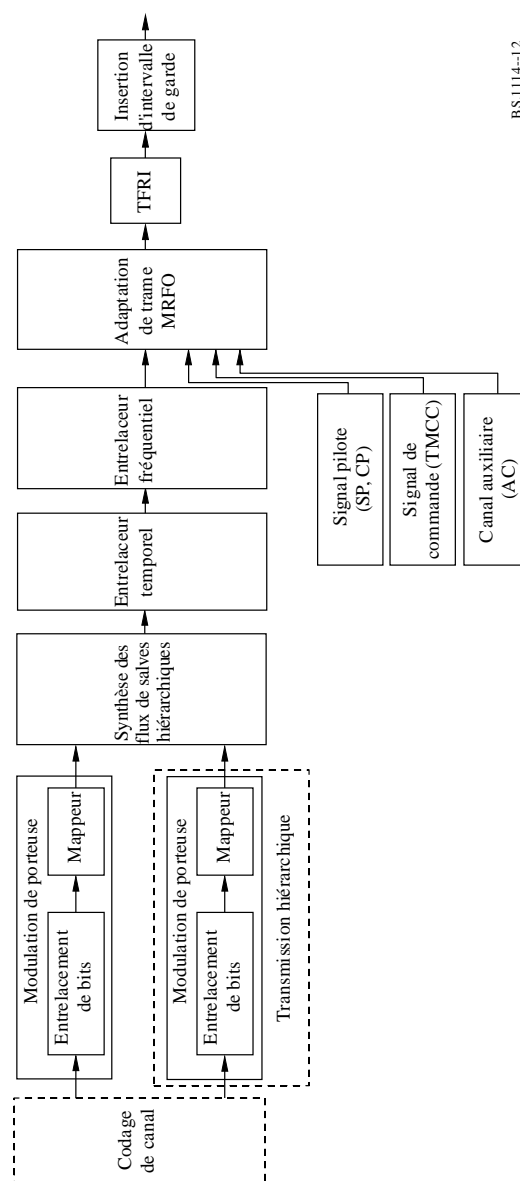 Codage
de canal
Modulation de porteuse
Entrelacement
de bits
Mappeur
Modulation de porteuse
Entrelacement
de bits
Mappeur
Transmission hiérarchique
Synthèse des
flux de salves
hiérarchiques
Entrelaceur
temporel
Entrelaceur
fréquentiel
Adaptation
de trame
MRFO
TFRI
Insertion
d'intervalle
de garde
Signal pilote
(SP, CP)
Signal de
commande (TMCC)
Canal auxiliaire
(AC)
BS 1114--12